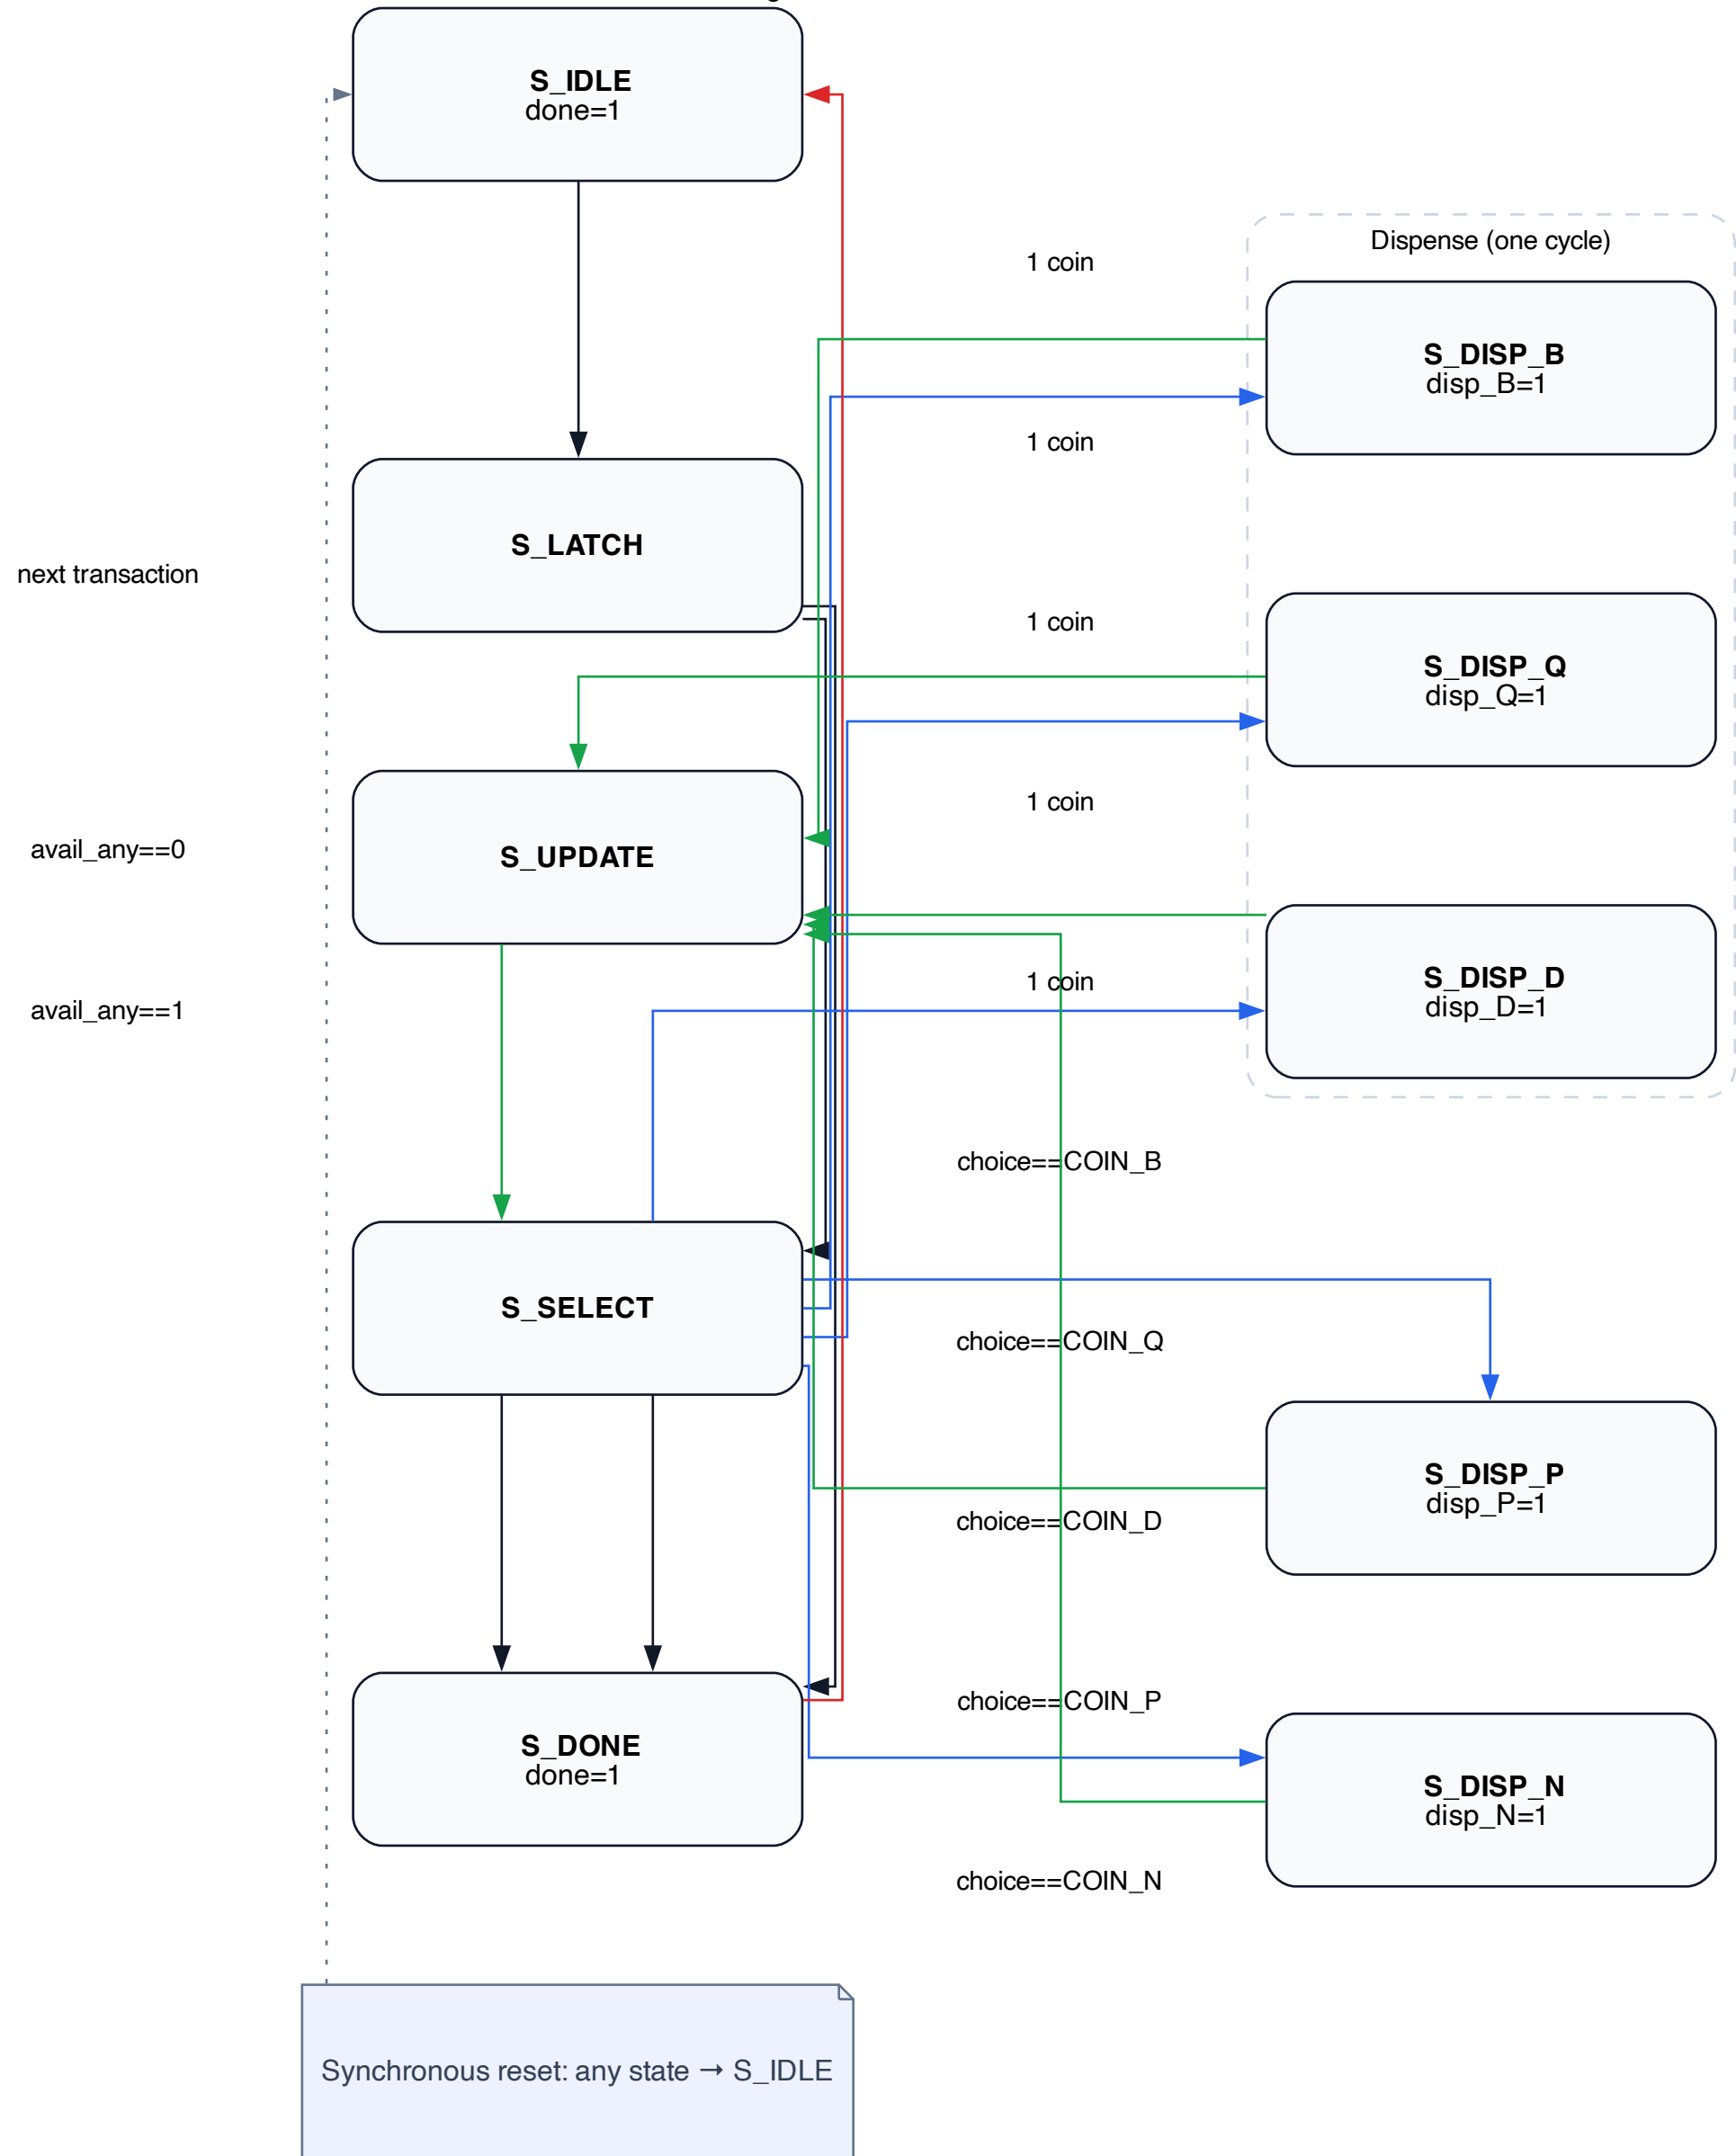 S_IDLE
done=1
Dispense (one cycle)
1 coin
S_DISP_B
disp_B=1
1 coin
S_LATCH
next transaction
1 coin
S_DISP_Q
disp_Q=1
1 coin
avail_any==0
S_UPDATE
1 coin
S_DISP_D
disp_D=1
avail_any==1
choice==COIN_B
S_SELECT
choice==COIN_Q
S_DISP_P
disp_P=1
choice==COIN_D
choice==COIN_P
S_DONE
done=1
S_DISP_N
disp_N=1
choice==COIN_N
Synchronous reset: any state → S_IDLE